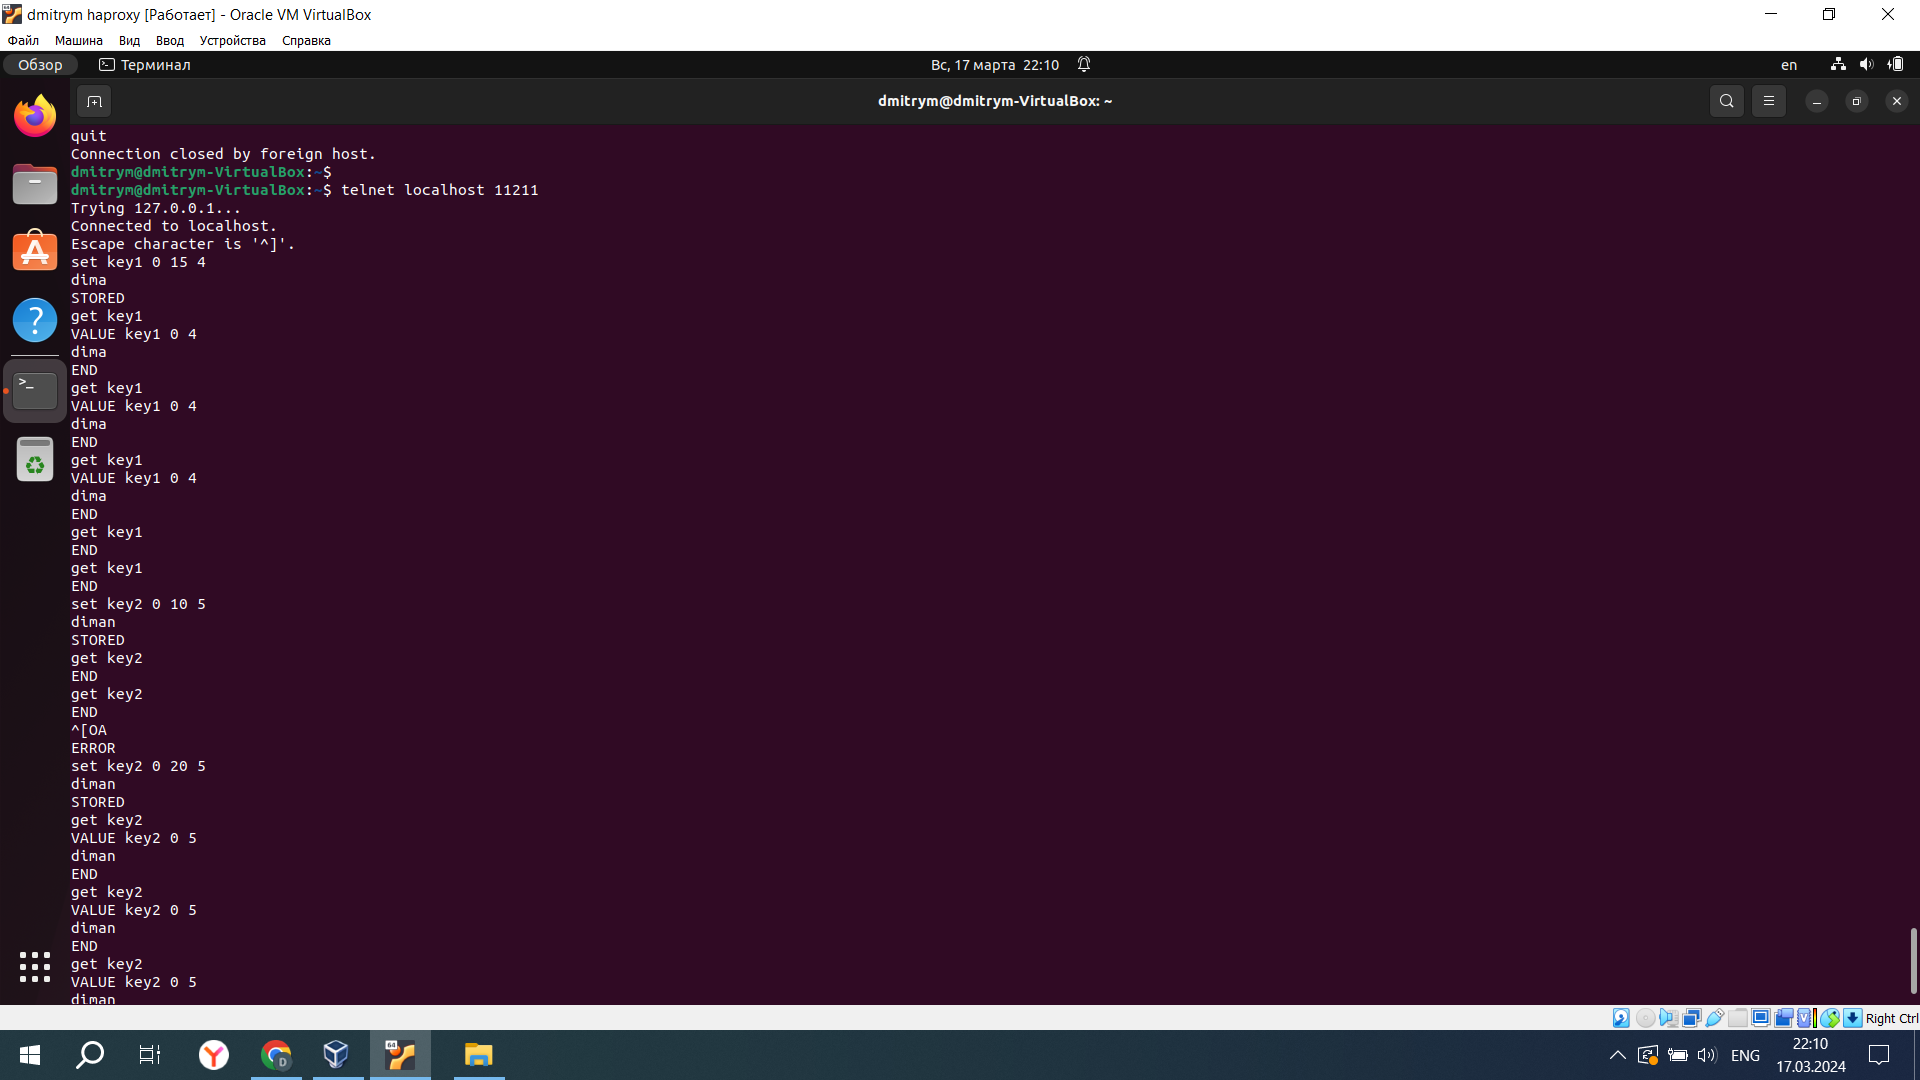 dmitrym haproxy [Работает] - Oracle VM VirtualBox
Файл Машина Вид Ввод Устройства Справка
Обзор Терминал Вс, 17 марта 22:10 en
dmitrym@dmitrym-VirtualBox: ~
quit
Connection closed by foreign host.
dmitrym@dmitrym-VirtualBox:~$
dmitrym@dmitrym-VirtualBox:~$ telnet localhost 11211
Trying 127.0.0.1...
Connected to localhost.
Escape character is '^]'.
set key1 0 15 4
dima
STORED
get key1
VALUE key1 0 4
dima
END
get key1
VALUE key1 0 4
dima
END
get key1
VALUE key1 0 4
dima
END
get key1
END
get key1
END
set key2 0 10 5
diman
STORED
get key2
END
get key2
END
^[OA
ERROR
set key2 0 20 5
diman
STORED
get key2
VALUE key2 0 5
diman
END
get key2
VALUE key2 0 5
diman
END
get key2
VALUE key2 0 5
diman
Right Ctrl
ENG
22:10
17.03.2024